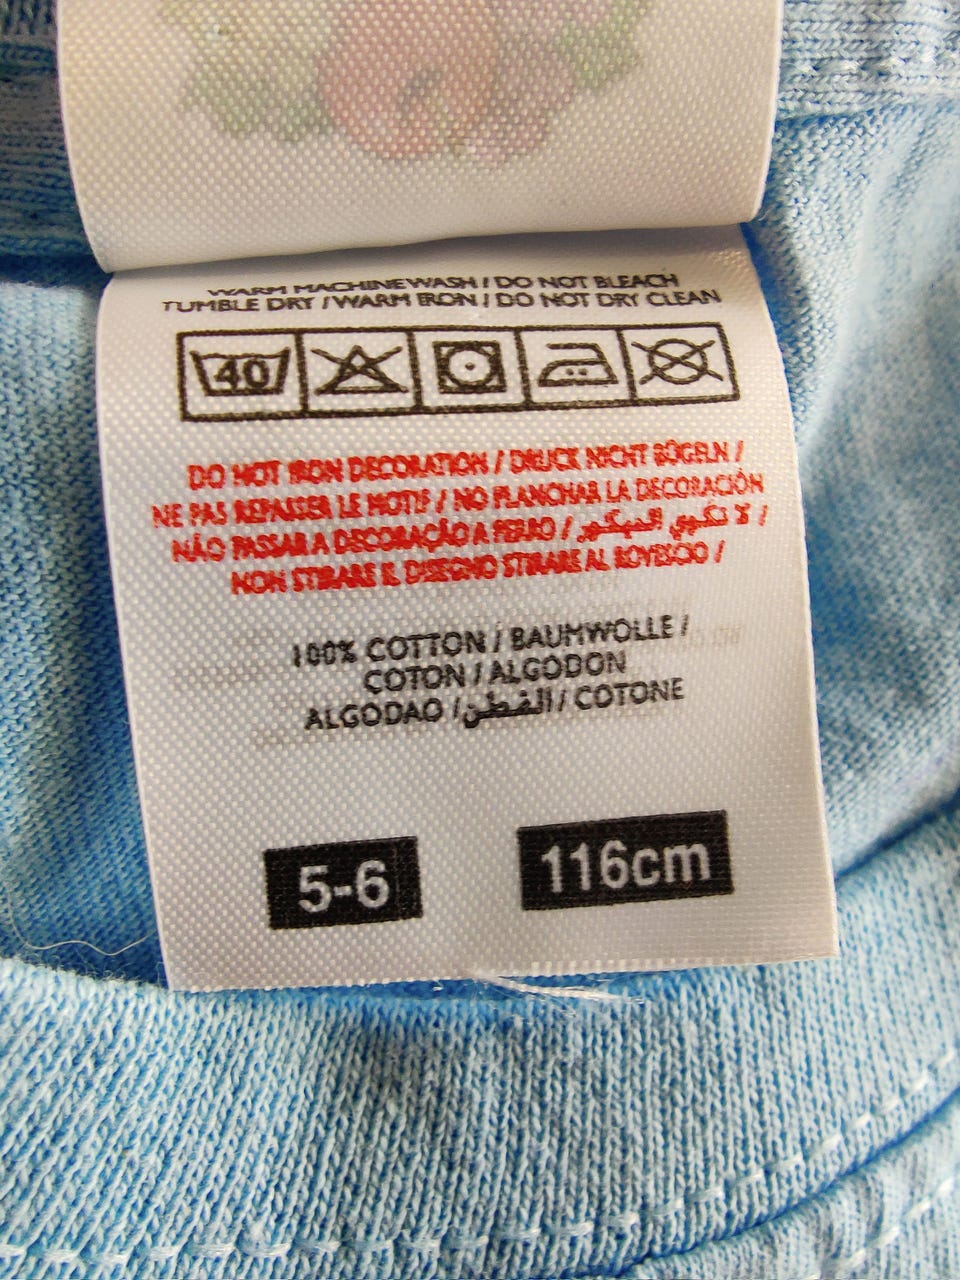 WARM MACHINE WASH / DO NOT BLEACH
TUMBLE DRY / WARM IRON / DO NOT DRY CLEAN
40
DO NOT IRON DECORATION / DRUCK NICHT BÜGELN /
NE PAS REPASSER LE MOTIF / NO PLANCHAR LA DECORACIÓN
NÃO PASSAR A DECORAÇÃO A FERRO / لا تكوي الديكور /
NON STIRARE IL DISEGNO STIRARE AL ROVESCIO /
100% COTTON / BAUMWOLLE /
COTON / ALGODON
ALGODAO / القطن / COTONE
5-6
116cm